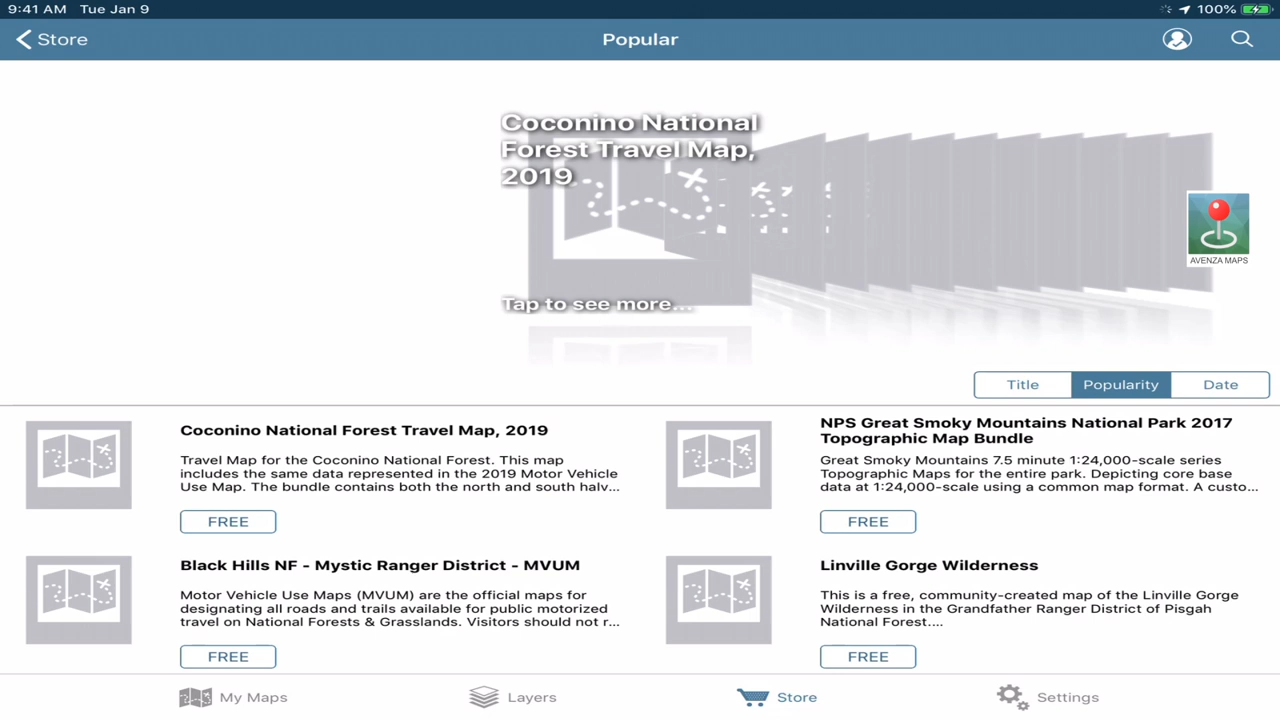 9:41 AM Tue Jan 9
100%
Store
Popular
Coconino National
Forest Travel Map,
2019
Tap to see more...
AVENZA MAPS
Title
Popularity
Date
Coconino National Forest Travel Map, 2019
Travel Map for the Coconino National Forest. This map
includes the same data represented in the 2019 Motor Vehicle
Use Map. The bundle contains both the north and south halv...
FREE
NPS Great Smoky Mountains National Park 2017
Topographic Map Bundle
Great Smoky Mountains 7.5 minute 1:24,000-scale series
Topographic Maps for the entire park. Depicting core base
data at 1:24,000-scale using a common map format. A custo...
FREE
Black Hills NF - Mystic Ranger District - MVUM
Motor Vehicle Use Maps (MVUM) are the official maps for
designating all roads and trails available for public motorized
travel on National Forests & Grasslands. Visitors should not r...
FREE
Linville Gorge Wilderness
This is a free, community-created map of the Linville Gorge
Wilderness in the Grandfather Ranger District of Pisgah
National Forest....
FREE
My Maps
Layers
Store
Settings